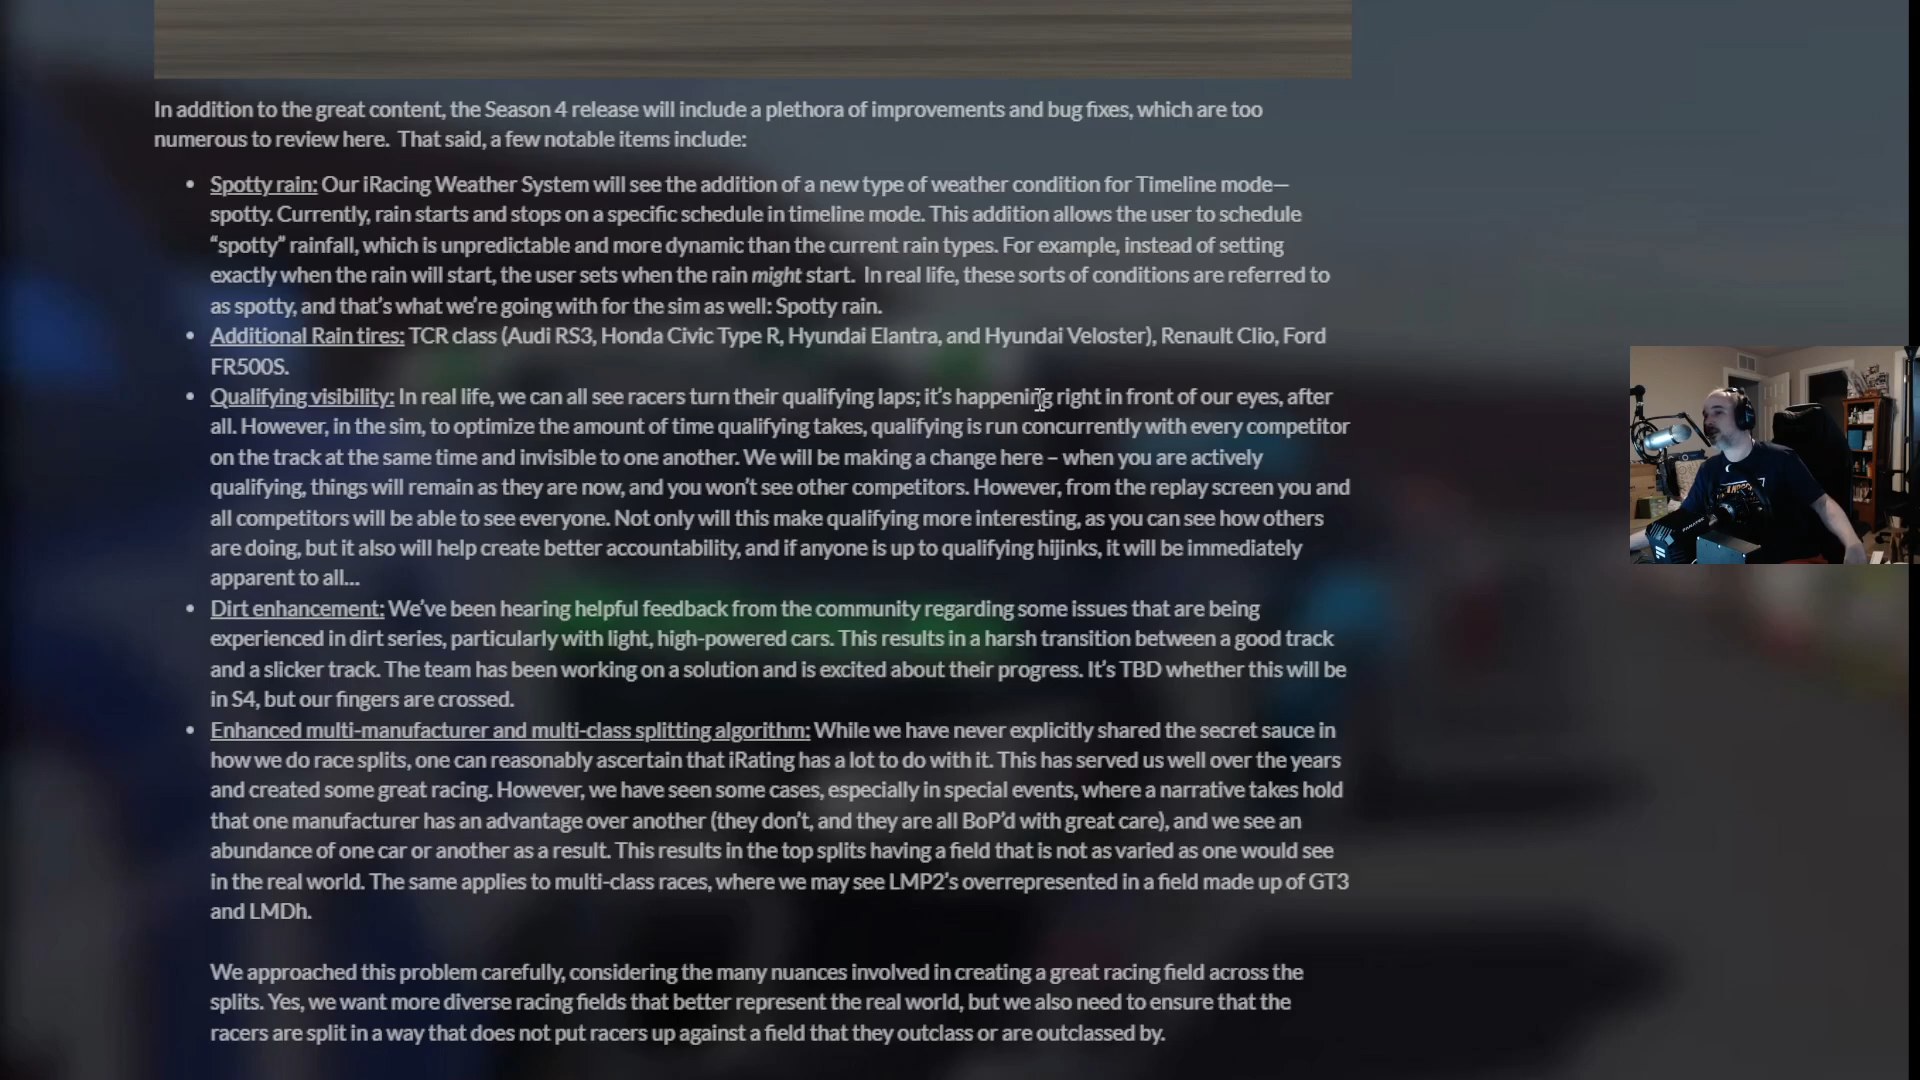 In addition to the great content, the Season 4 release will include a plethora of improvements and bug fixes, which are too
numerous to review here.  That said, a few notable items include:
• Spotty rain: Our iRacing Weather System will see the addition of a new type of weather condition for Timeline mode—
spotty. Currently, rain starts and stops on a specific schedule in timeline mode. This addition allows the user to schedule
“spotty” rainfall, which is unpredictable and more dynamic than the current rain types. For example, instead of setting
exactly when the rain will start, the user sets when the rain might start.  In real life, these sorts of conditions are referred to
as spotty, and that’s what we’re going with for the sim as well: Spotty rain.
• Additional Rain tires: TCR class (Audi RS3, Honda Civic Type R, Hyundai Elantra, and Hyundai Veloster), Renault Clio, Ford
FR500S.
• Qualifying visibility: In real life, we can all see racers turn their qualifying laps; it’s happening right in front of our eyes, after
all. However, in the sim, to optimize the amount of time qualifying takes, qualifying is run concurrently with every competitor
on the track at the same time and invisible to one another. We will be making a change here – when you are actively
qualifying, things will remain as they are now, and you won’t see other competitors. However, from the replay screen you and
all competitors will be able to see everyone. Not only will this make qualifying more interesting, as you can see how others
are doing, but it also will help create better accountability, and if anyone is up to qualifying hijinks, it will be immediately
apparent to all...
• Dirt enhancement: We’ve been hearing helpful feedback from the community regarding some issues that are being
experienced in dirt series, particularly with light, high-powered cars. This results in a harsh transition between a good track
and a slicker track. The team has been working on a solution and is excited about their progress. It’s TBD whether this will be
in S4, but our fingers are crossed.
• Enhanced multi-manufacturer and multi-class splitting algorithm: While we have never explicitly shared the secret sauce in
how we do race splits, one can reasonably ascertain that iRating has a lot to do with it. This has served us well over the years
and created some great racing. However, we have seen some cases, especially in special events, where a narrative takes hold
that one manufacturer has an advantage over another (they don’t, and they are all BoP’d with great care), and we see an
abundance of one car or another as a result. This results in the top splits having a field that is not as varied as one would see
in the real world. The same applies to multi-class races, where we may see LMP2’s overrepresented in a field made up of GT3
and LMDh.
We approached this problem carefully, considering the many nuances involved in creating a great racing field across the
splits. Yes, we want more diverse racing fields that better represent the real world, but we also need to ensure that the
racers are split in a way that does not put racers up against a field that they outclass or are outclassed by.
FANATEC